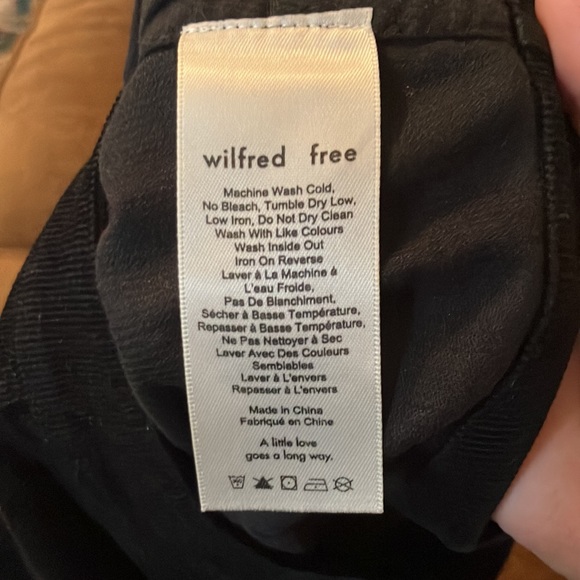 wilfred free
Machine Wash Cold,
No Bleach, Tumble Dry Low,
Low Iron, Do Not Dry Clean
Wash With Like Colours
Wash Inside Out
Iron On Reverse
Laver à La Machine à
L'eau Froide,
Pas De Blanchiment,
Sécher à Basse Température,
Repasser à Basse Température,
Ne Pas Nettoyer à Sec
Laver Avec Des Couleurs
Semblables
Laver à L'envers
Repasser à L'envers
Made in China
Fabriqué en Chine
A little love
goes a long way.